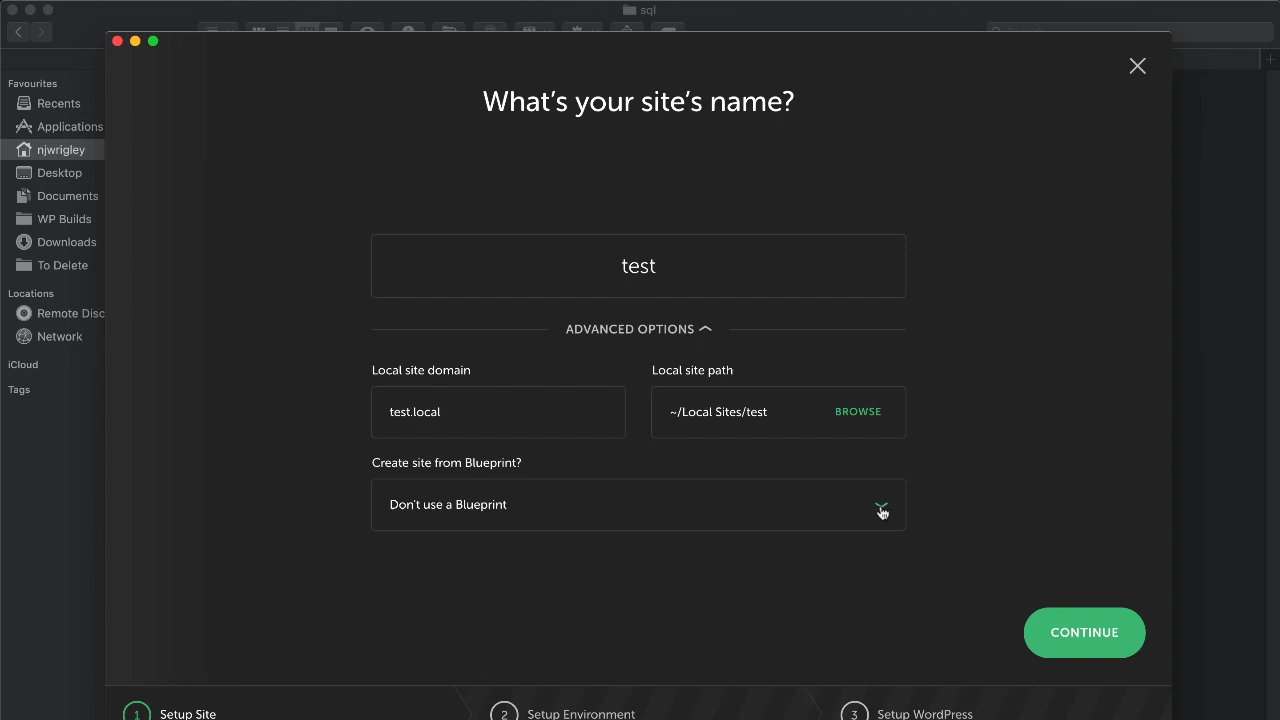 sql
Favourites
Recents
Applications
njwrigley
Desktop
Documents
WP Builds
Downloads
To Delete
Locations
Remote Disc
Network
iCloud
Tags
What's your site's name?
test
ADVANCED OPTIONS
Local site domain
Local site path
test.local
~/Local Sites/test
BROWSE
Create site from Blueprint?
Don't use a Blueprint
CONTINUE
1 Setup Site
2 Setup Environment
3 Setup WordPress